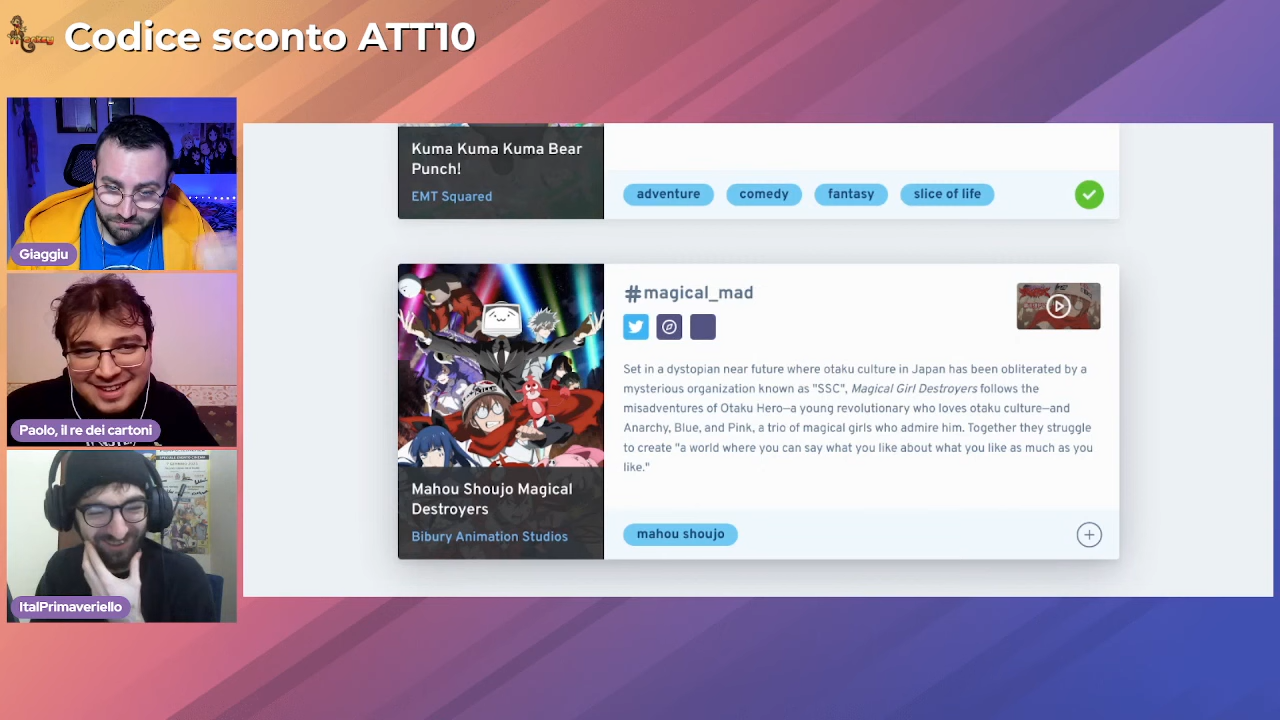 Codice sconto ATT10
Giaggiu
Paolo, il re dei cartoni
ItalPrimaveriello
Kuma Kuma Kuma Bear
Punch!
EMT Squared
adventure
comedy
fantasy
slice of life
Mahou Shoujo Magical
Destroyers
Bibury Animation Studios
#magical_mad
Set in a dystopian near future where otaku culture in Japan has been obliterated by a
mysterious organization known as "SSC", Magical Girl Destroyers follows the
misadventures of Otaku Hero—a young revolutionary who loves otaku culture—and
Anarchy, Blue, and Pink, a trio of magical girls who admire him. Together they struggle
to create "a world where you can say what you like about what you like as much as you
like."
mahou shoujo